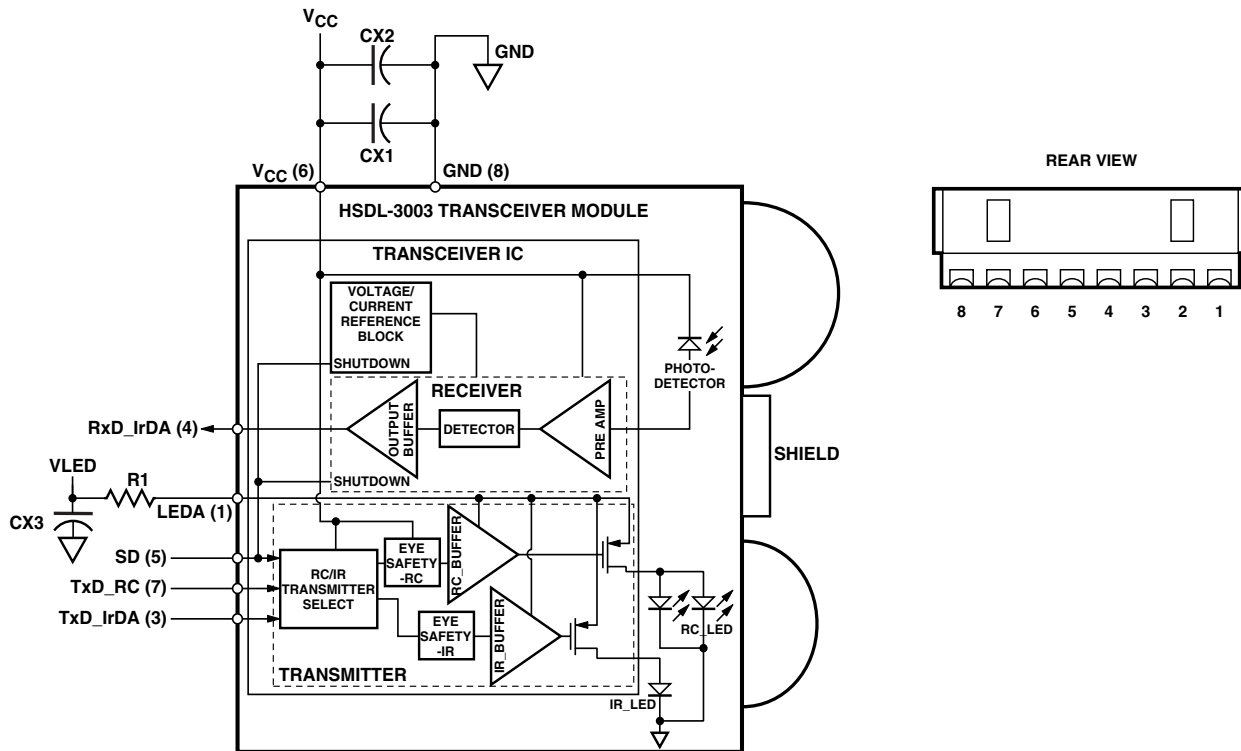 VCC
CX2
GND
CX1
VCC (6)
GND (8)
HSDL-3003 TRANSCEIVER MODULE
TRANSCEIVER IC
VOLTAGE/
CURRENT
REFERENCE
BLOCK
SHUTDOWN
PHOTO-
DETECTOR
RECEIVER
OUTPUT
BUFFER
DETECTOR
PRE AMP
RxD_IrDA (4)
SHUTDOWN
SHIELD
VLED
R1
LEDA (1)
CX3
SD (5)
TxD_RC (7)
TxD_IrDA (3)
RC/IR
TRANSMITTER
SELECT
EYE
SAFETY
-RC
RC_BUFFER
EYE
SAFETY
-IR
IR_BUFFER
RC_LED
TRANSMITTER
IR_LED
REAR VIEW
8 7 6 5 4 3 2 1